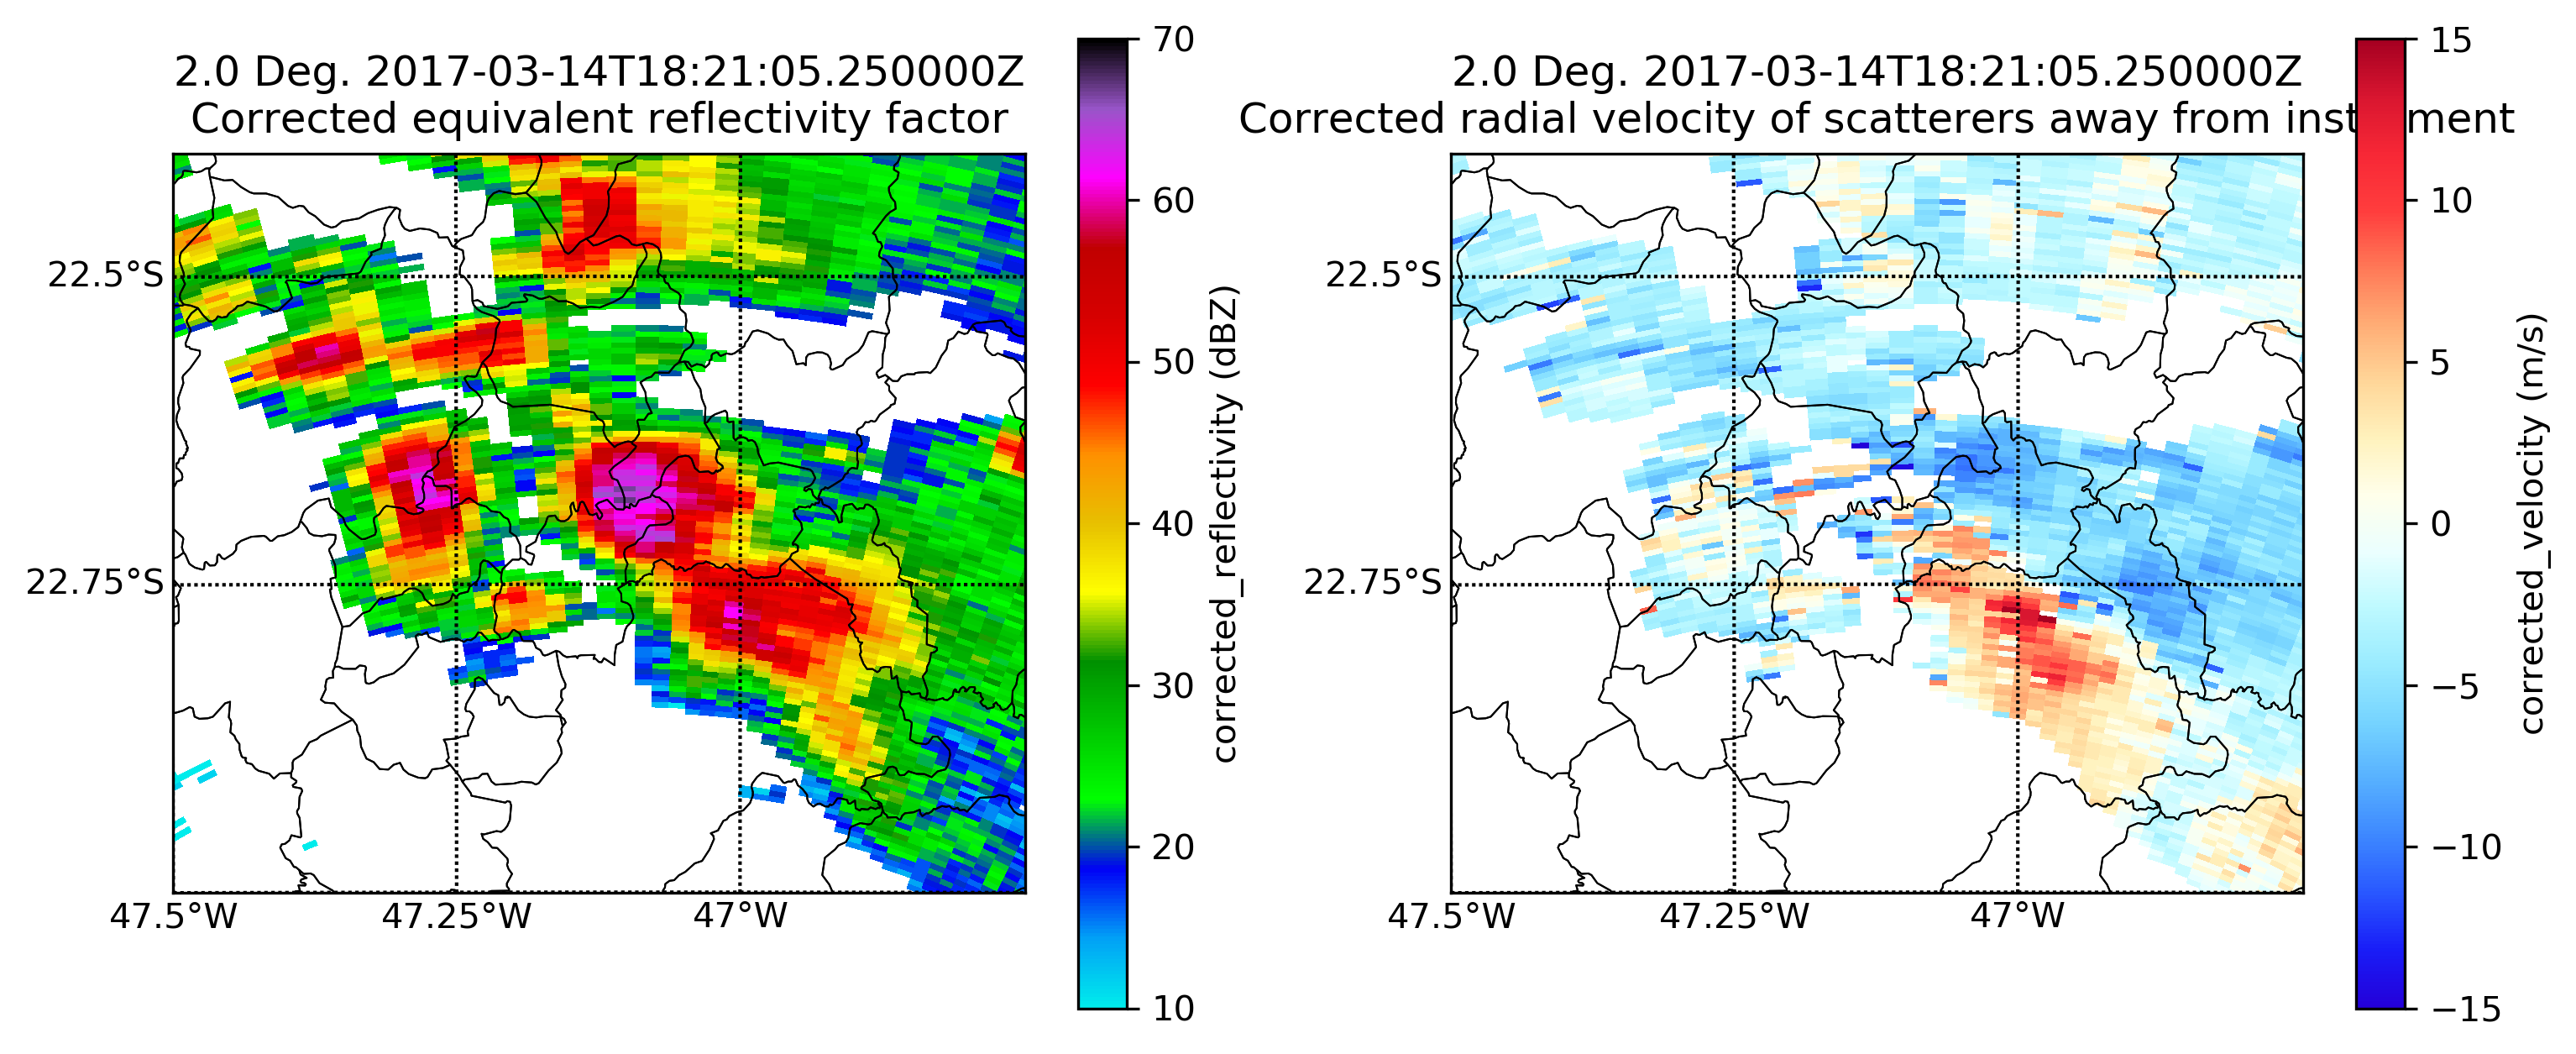 2.0 Deg. 2017-03-14T18:21:05.250000Z
Corrected equivalent reflectivity factor
22.5°S
22.75°S
47.5°W
47.25°W
47°W
70
60
50
40
30
20
10
corrected_reflectivity (dBZ)
2.0 Deg. 2017-03-14T18:21:05.250000Z
Corrected radial velocity of scatterers away from inst ment
22.5°S
22.75°S
47.5°W
47.25°W
47°W
15
10
5
0
−5
−10
−15
corrected_velocity (m/s)